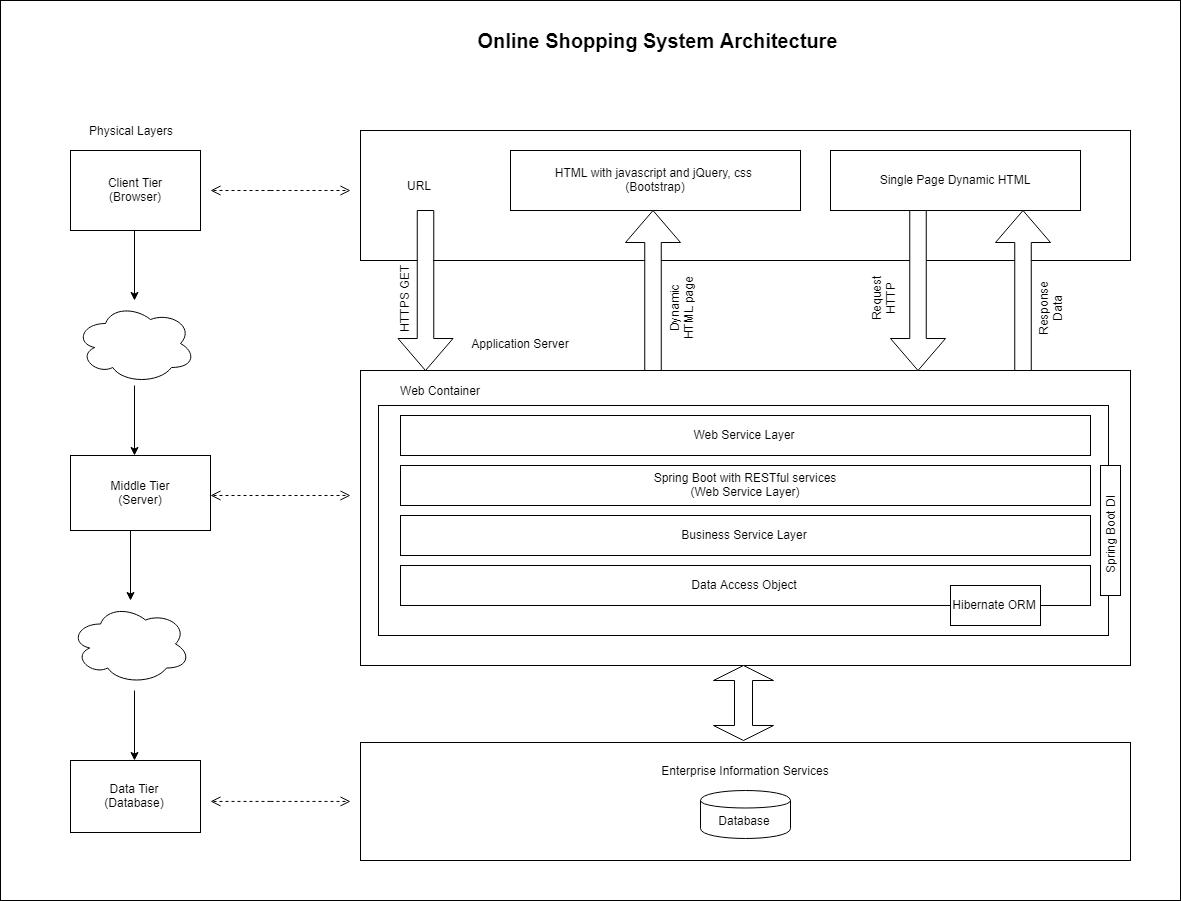 Online Shopping System Architecture
Physical Layers
Client Tier
(Browser)
URL
HTML with javascript and jQuery, css
(Bootstrap)
Single Page Dynamic HTML
HTTPS GET
Dynamic
HTML page
Request
HTTP
Response
Data
Application Server
Web Container
Web Service Layer
Middle Tier
(Server)
Spring Boot with RESTful services
(Web Service Layer)
Business Service Layer
Data Access Object
Hibernate ORM
Spring Boot DI
Data Tier
(Database)
Enterprise Information Services
Database